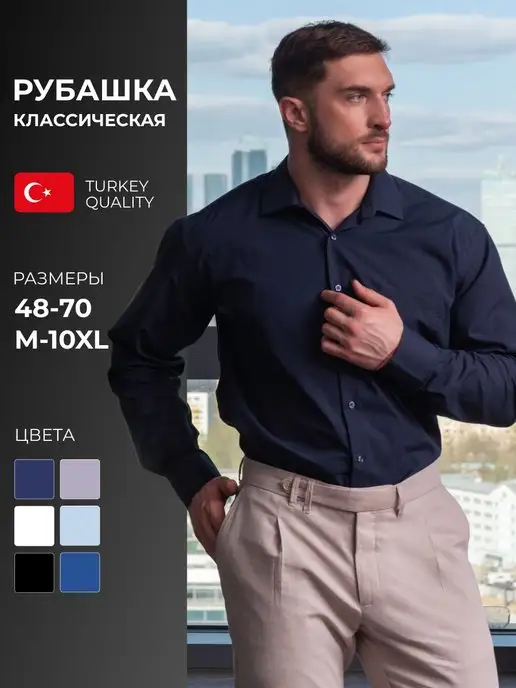 РУБАШКА
КЛАССИЧЕСКАЯ
TURKEY
QUALITY
РАЗМЕРЫ
48-70
M-10XL
ЦВЕТА